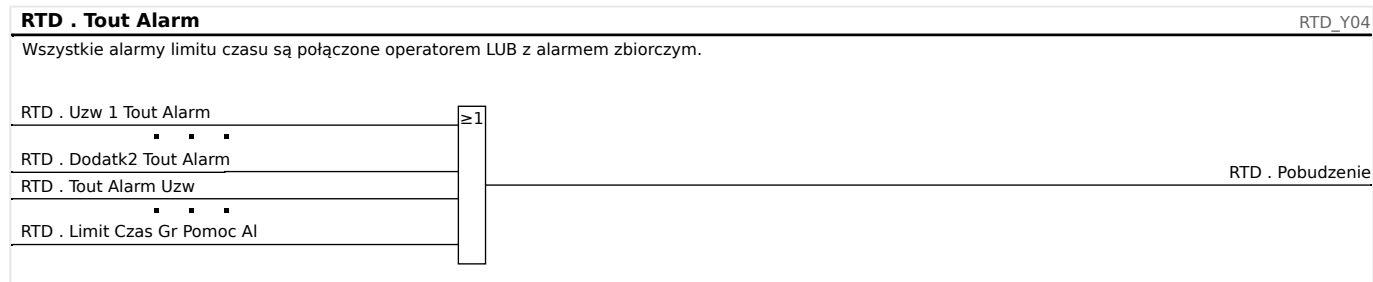 RTD . Tout Alarm
RTD_Y04
Wszystkie alarmy limitu czasu są połączone operatorem LUB z alarmem zbiorczym.
RTD . Uzw 1 Tout Alarm
≥1
RTD . Dodatk2 Tout Alarm
RTD . Pobudzenie
RTD . Tout Alarm Uzw
RTD . Limit Czas Gr Pomoc Al